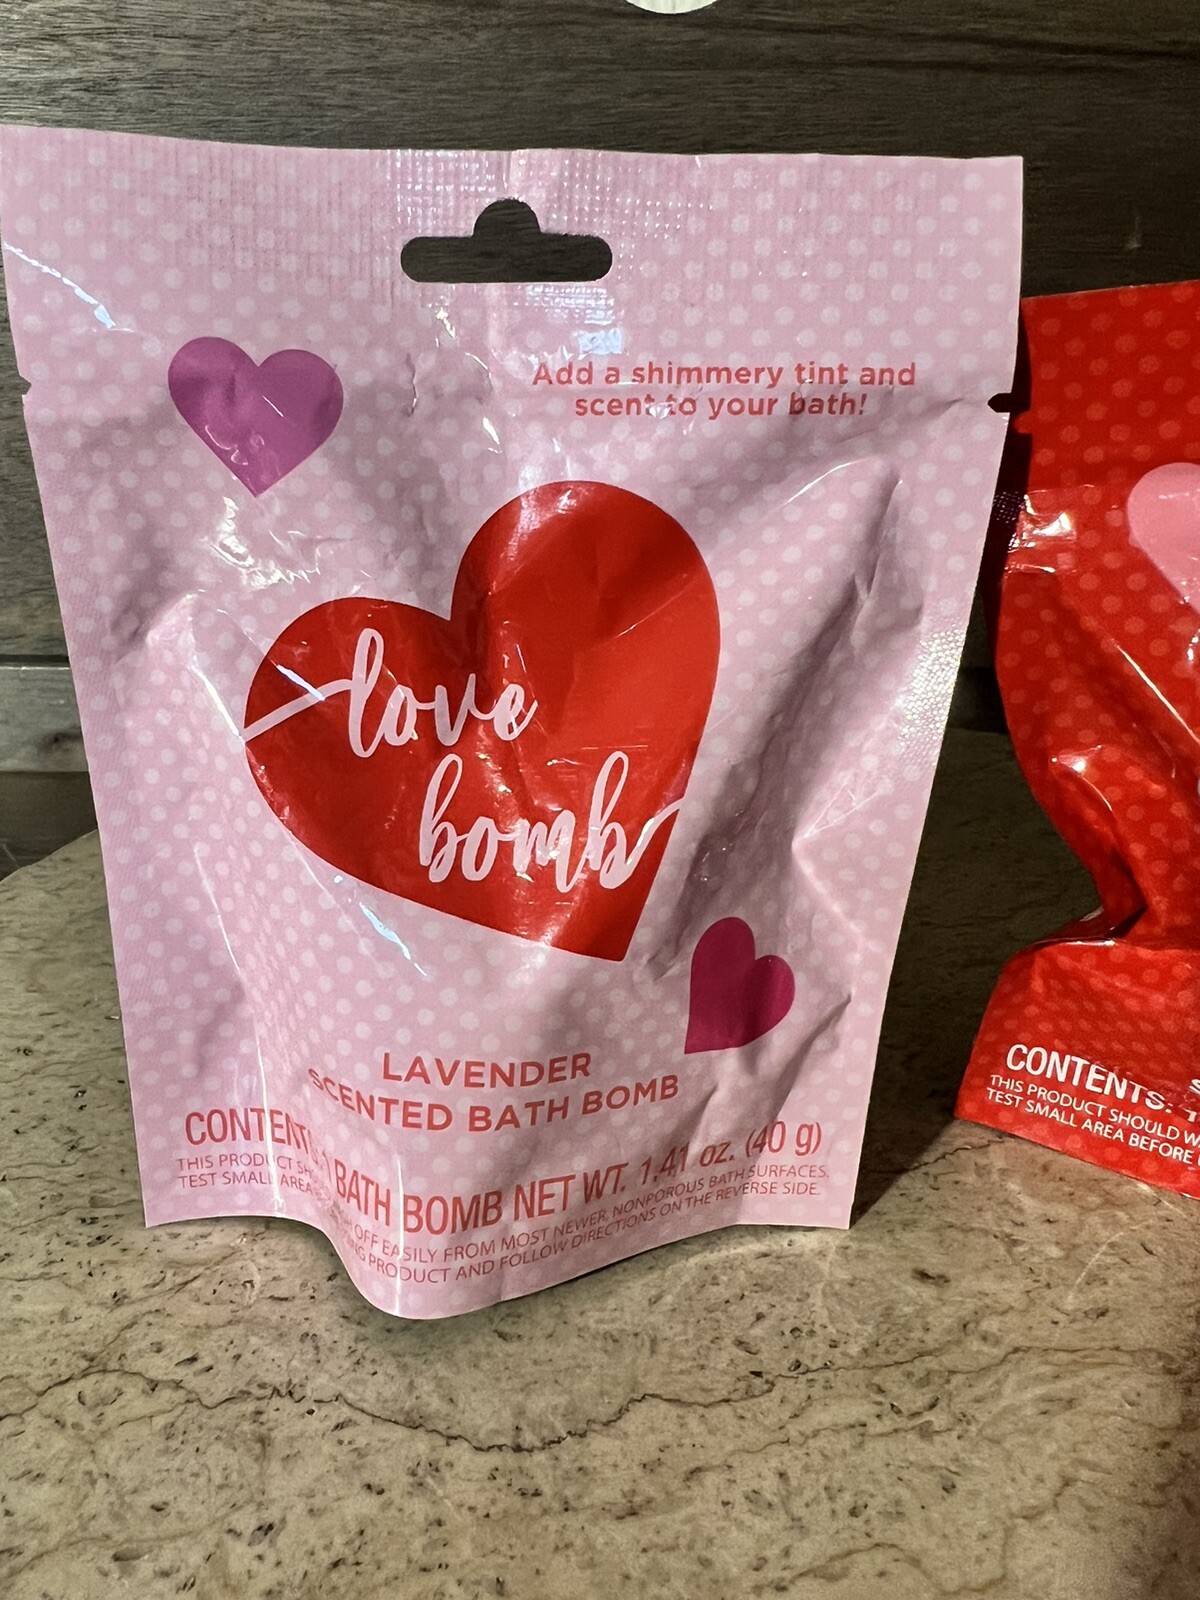 Add a shimmery tint and
scent to your bath!
love
bomb
LAVENDER
SCENTED BATH BOMB
CONTENTS: 1 BATH BOMB NET WT. 1.41 oz. (40 g)
THIS PRODUCT OFF EASILY FROM MOST NEWER, NONPOROUS BATH SURFACES.
TEST SMALL AREA PRODUCT AND FOLLOW DIRECTIONS ON THE REVERSE SIDE.
CONTENTS:
THIS PRODUCT SHOULD
TEST SMALL AREA BEFORE